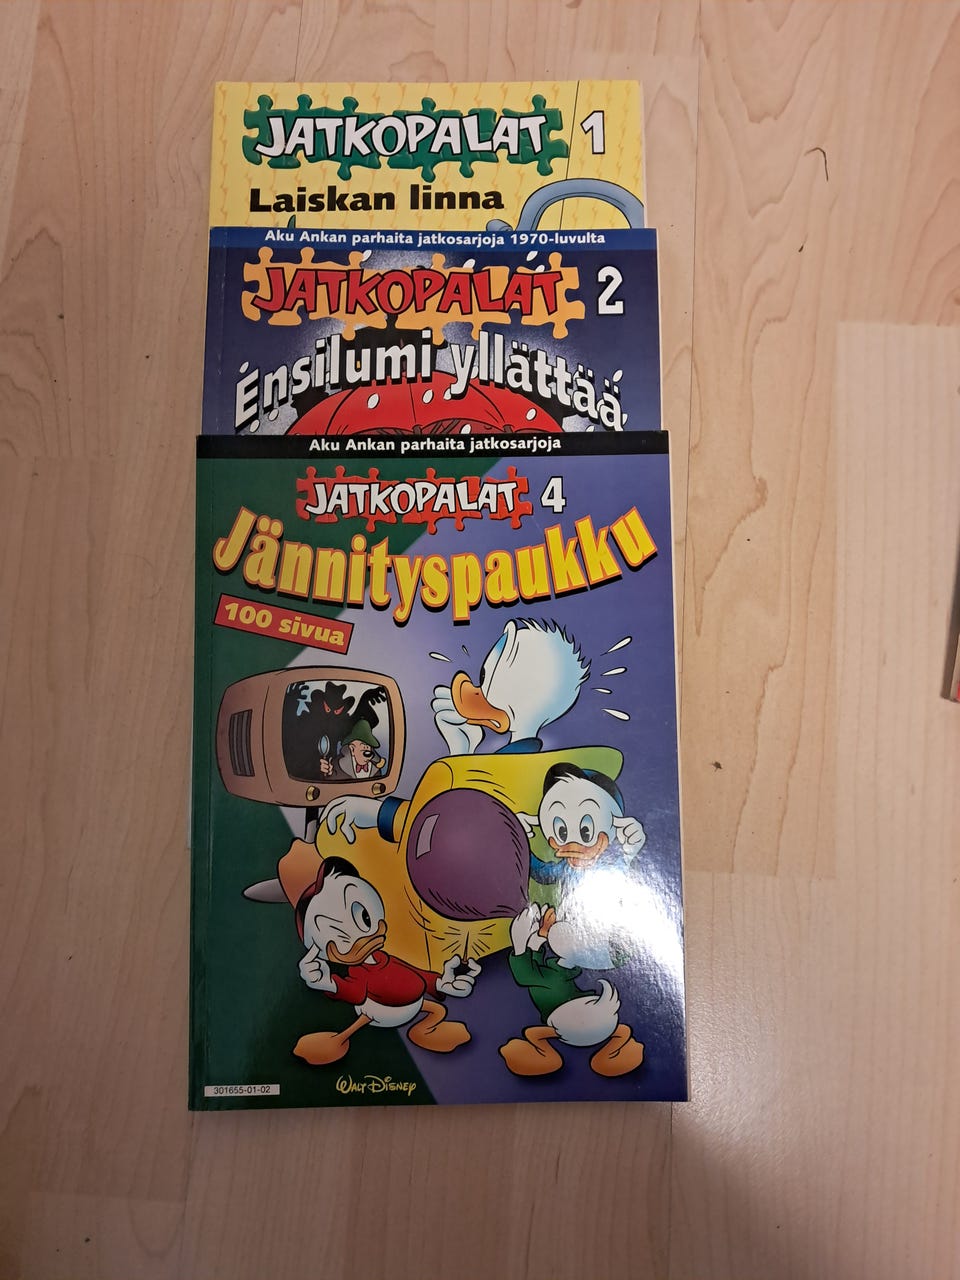 JATKOPALAT 1
Laiskan linna
Aku Ankan parhaita jatkosarjoja 1970-luvulta
JATKOPALAT 2
Ensilumi yllättää
Aku Ankan parhaita jatkosarjoja
JATKOPALAT 4
Jännityspaukku
100 sivua
WALT DISNEY
301655-01-02